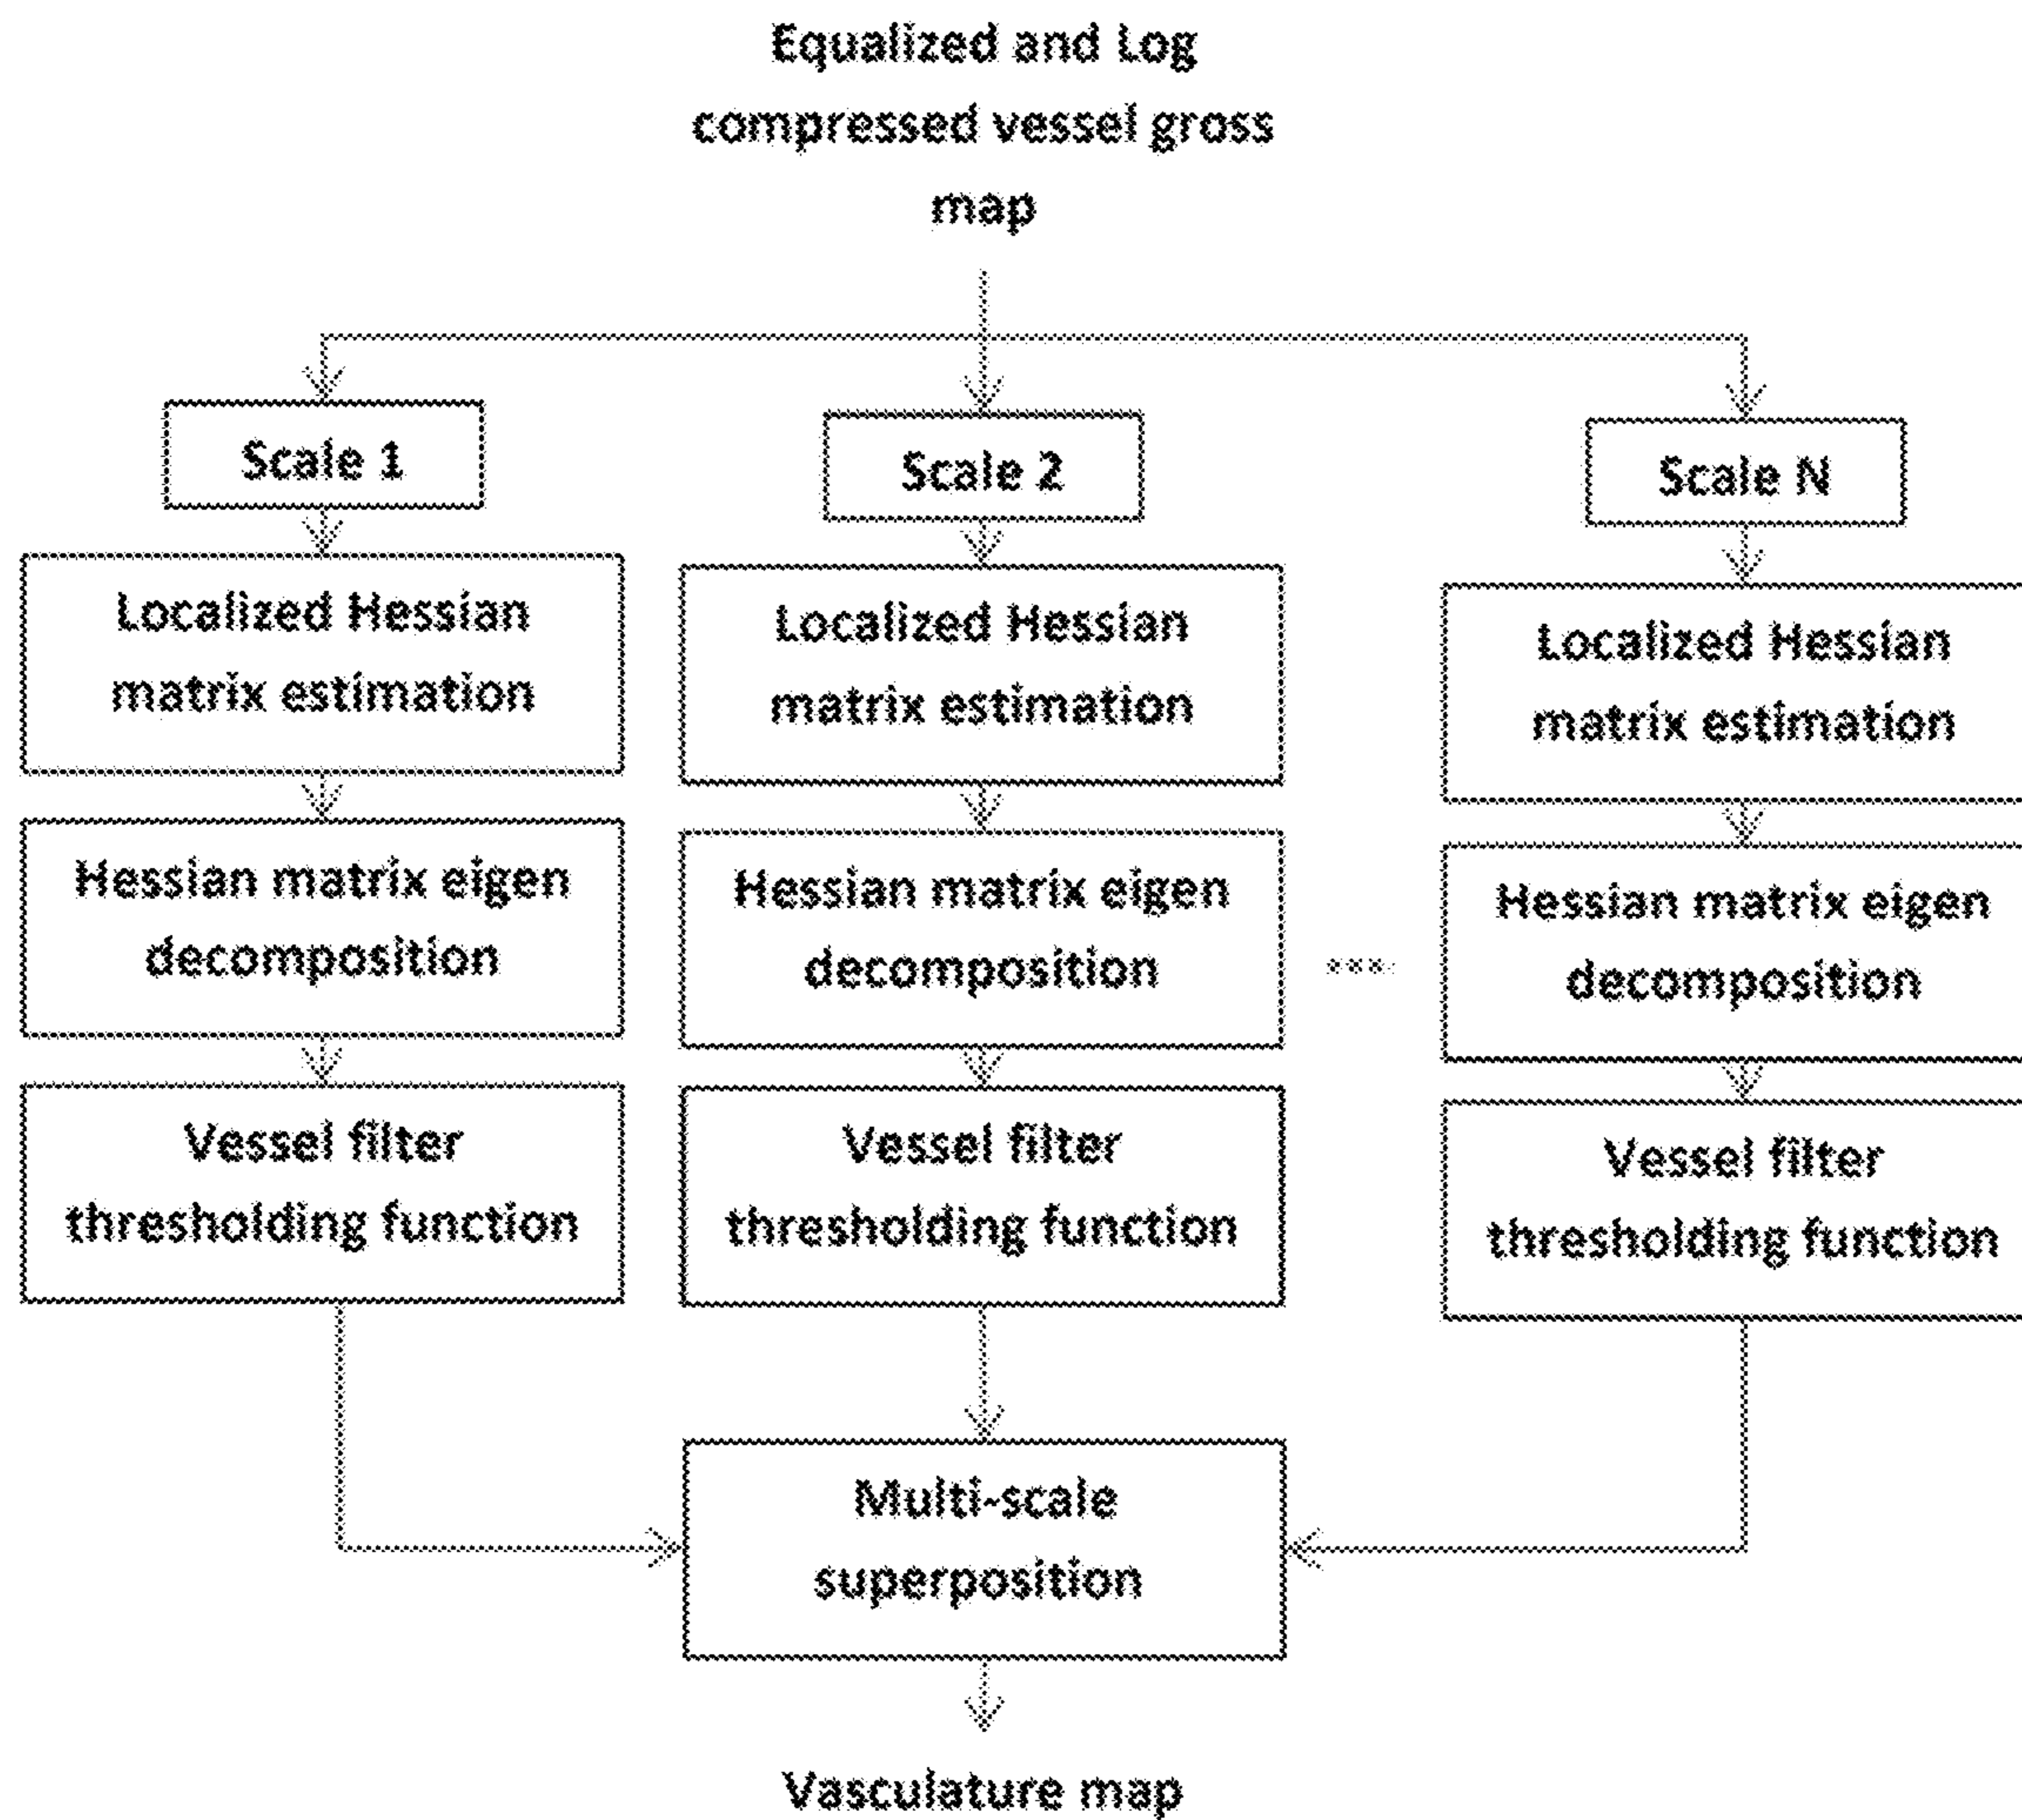 Equalized and Log
compressed vessel gross
map
Scale 1
Scale 2
Scale N
Localized Hessian
matrix estimation
Localized Hessian
matrix estimation
Localized Hessian
matrix estimation
Hessian matrix eigen
decomposition
Hessian matrix eigen
decomposition
....
Hessian matrix eigen
decomposition
Vessel filter
thresholding function
Vessel filter
thresholding function
Vessel filter
thresholding function
Multi-scale
superposition
Vasculature map